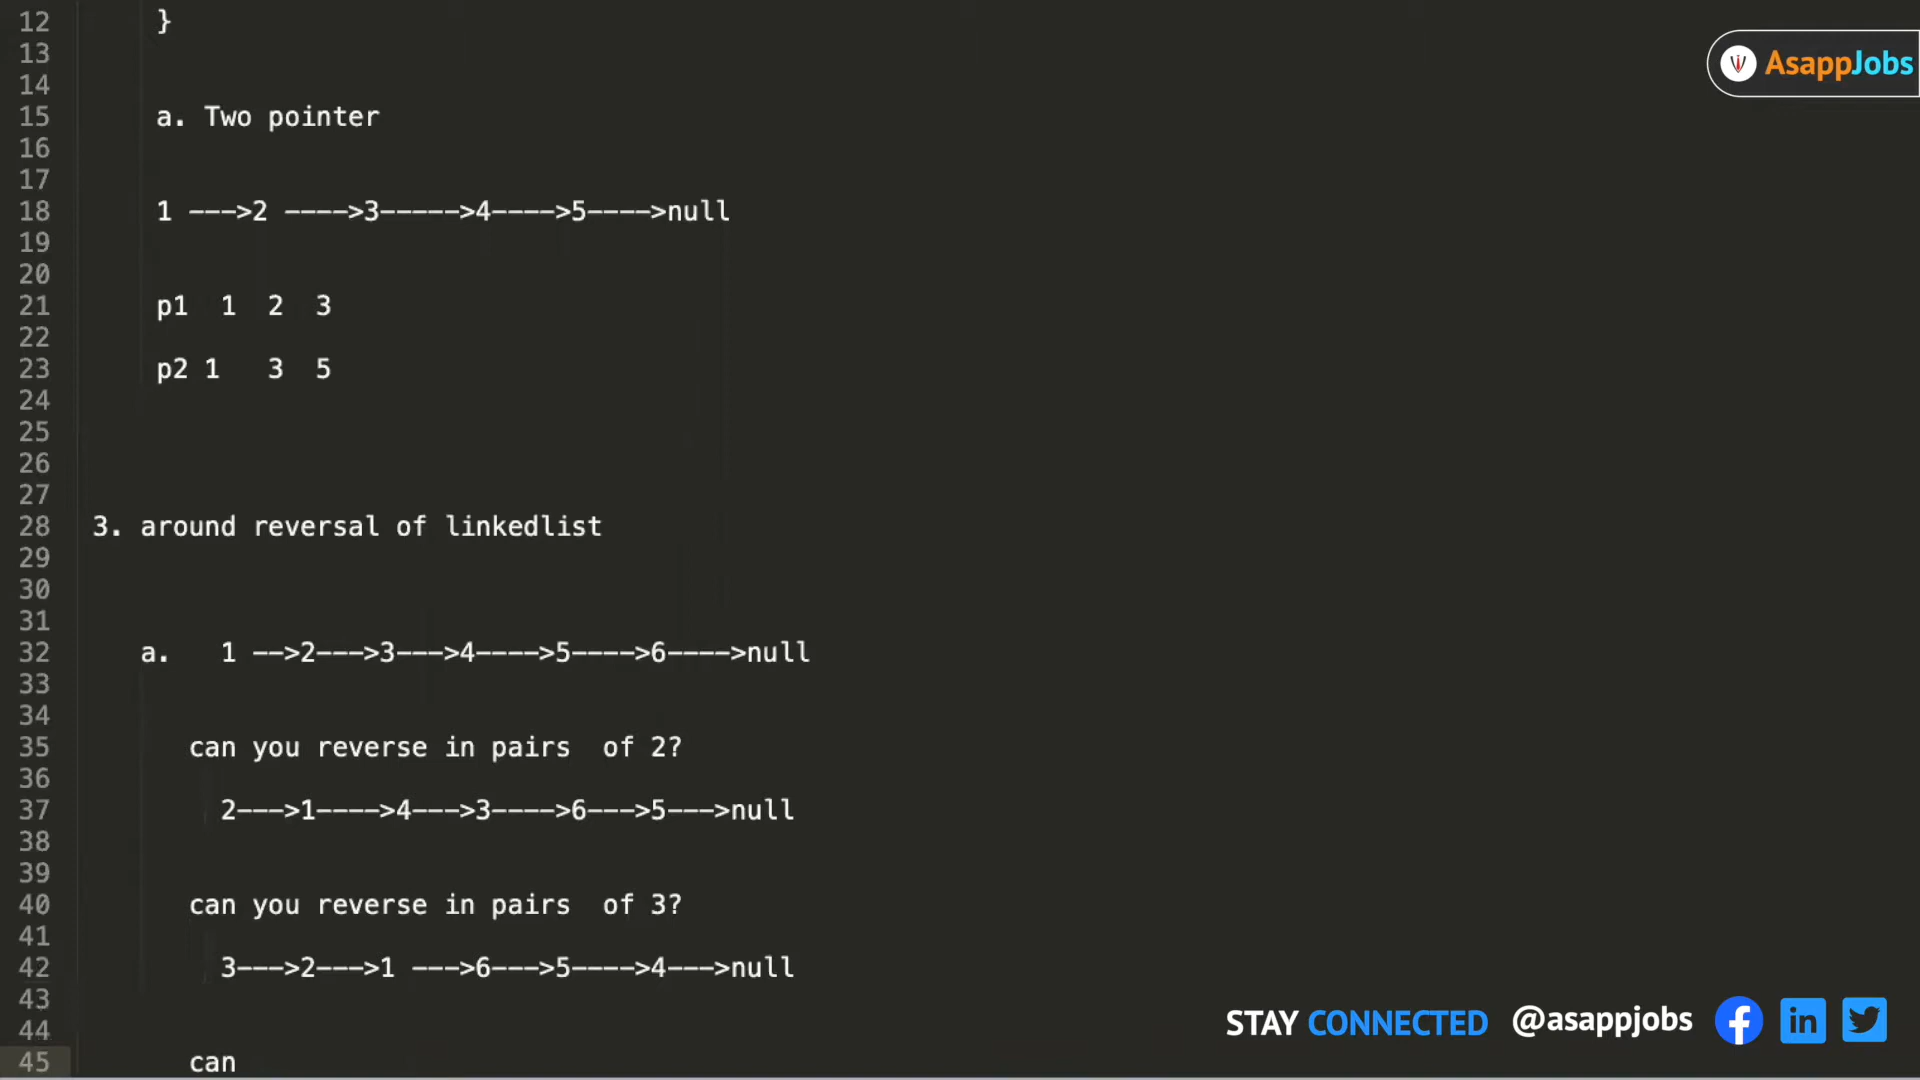 12 }
13
14
15 a. Two pointer
16
17
18 1 --->2 ---->3----->4---->5---->null
19
20
21 p1 1 2 3
22
23 p2 1 3 5
24
25
26
27
28 3. around reversal of linkedlist
29
30
31
32 a. 1 -->2--->3--->4---->5---->6---->null
33
34
35 can you reverse in pairs of 2?
36
37 2--->1---->4--->3---->6--->5--->null
38
39
40 can you reverse in pairs of 3?
41
42 3--->2--->1 --->6--->5---->4--->null
43
44
45 can
AsappJobs
STAY CONNECTED @asappjobs